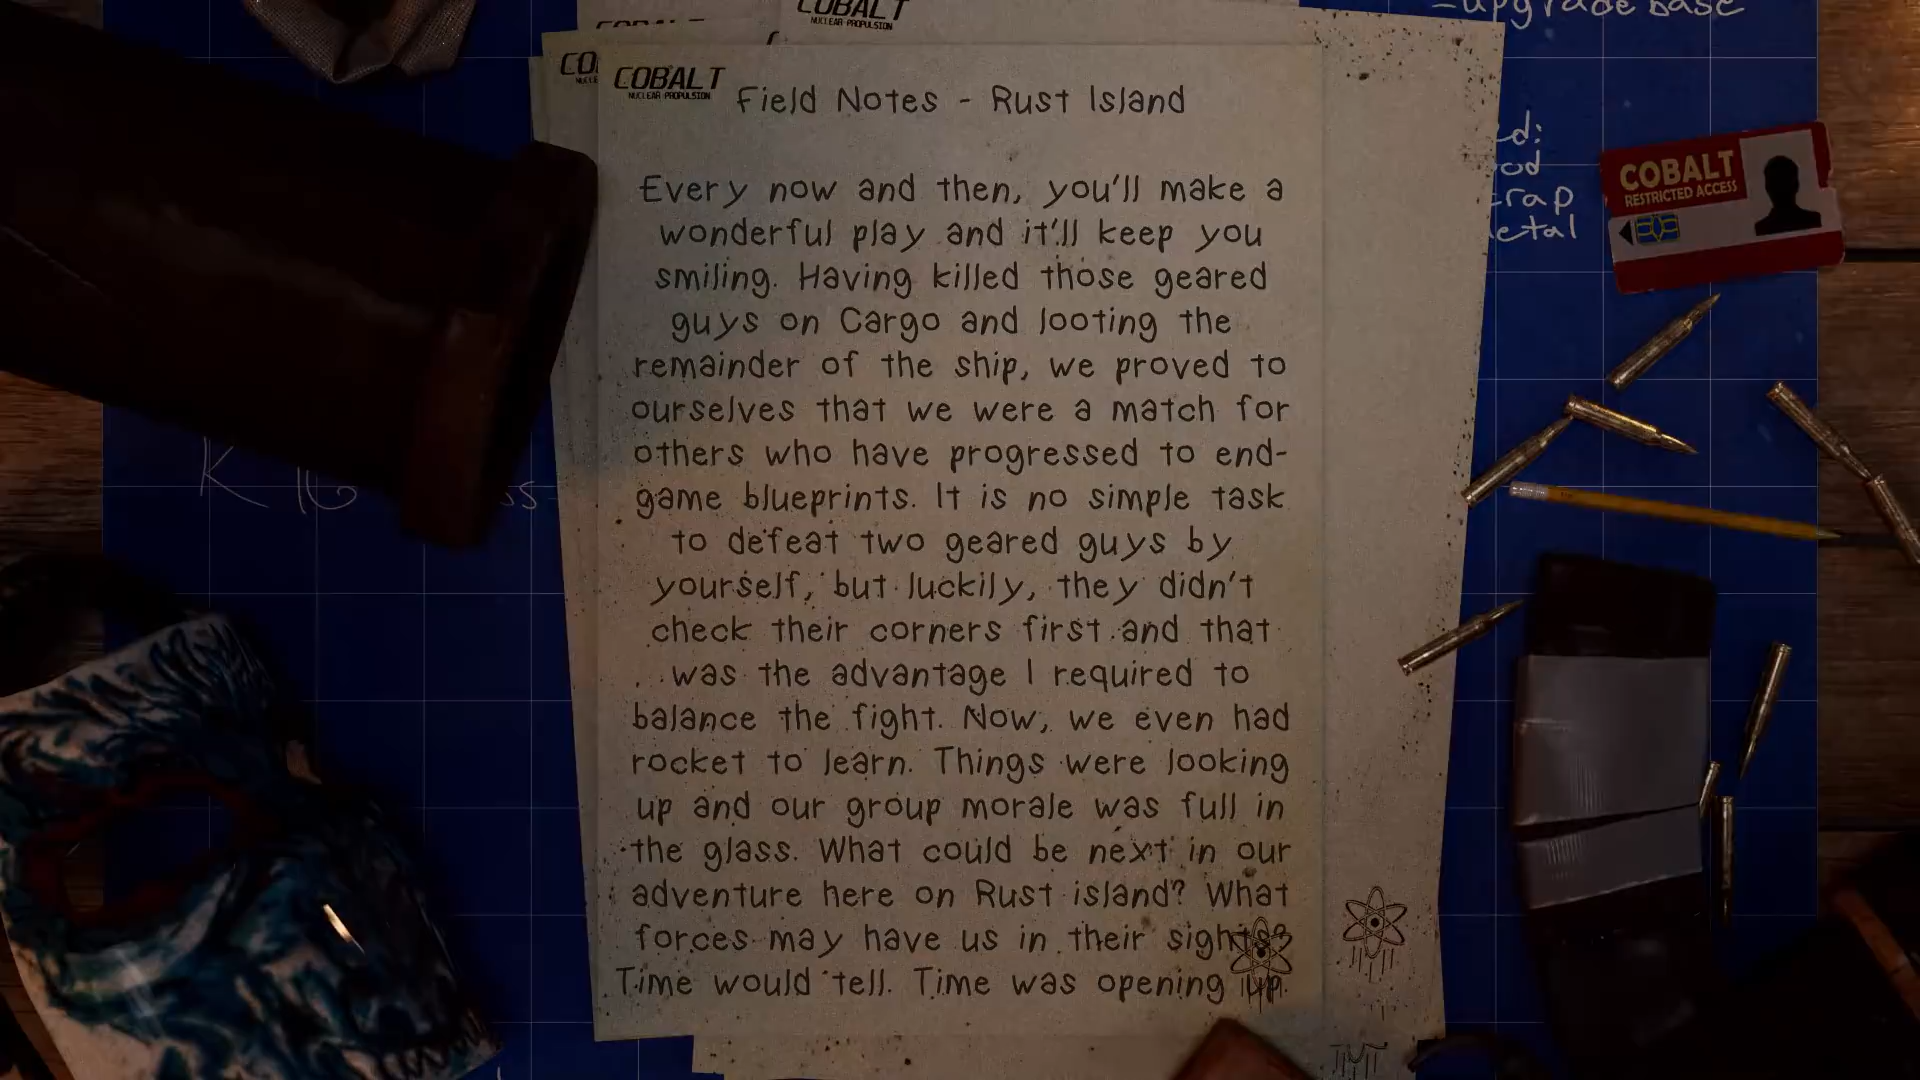 COBALT
NUCLEAR PROPULSION
=upgrade base
COBALT
NUCLEAR PROPULSION
Field Notes - Rust Island
Every now and then, you'll make a
wonderful play and it'll keep you
smiling. Having killed those geared
guys on Cargo and looting the
remainder of the ship, we proved to
ourselves that we were a match for
others who have progressed to end-
game blueprints. It is no simple task
to defeat two geared guys by
yourself, but luckily, they didn't
check their corners first and that
was the advantage I required to
balance the fight. Now, we even had
rocket to learn. Things were looking
up and our group morale was full in
the glass. What could be next in our
adventure here on Rust island? What
forces may have us in their sights?
Time would tell. Time was opening up.
COBALT
RESTRICTED ACCESS